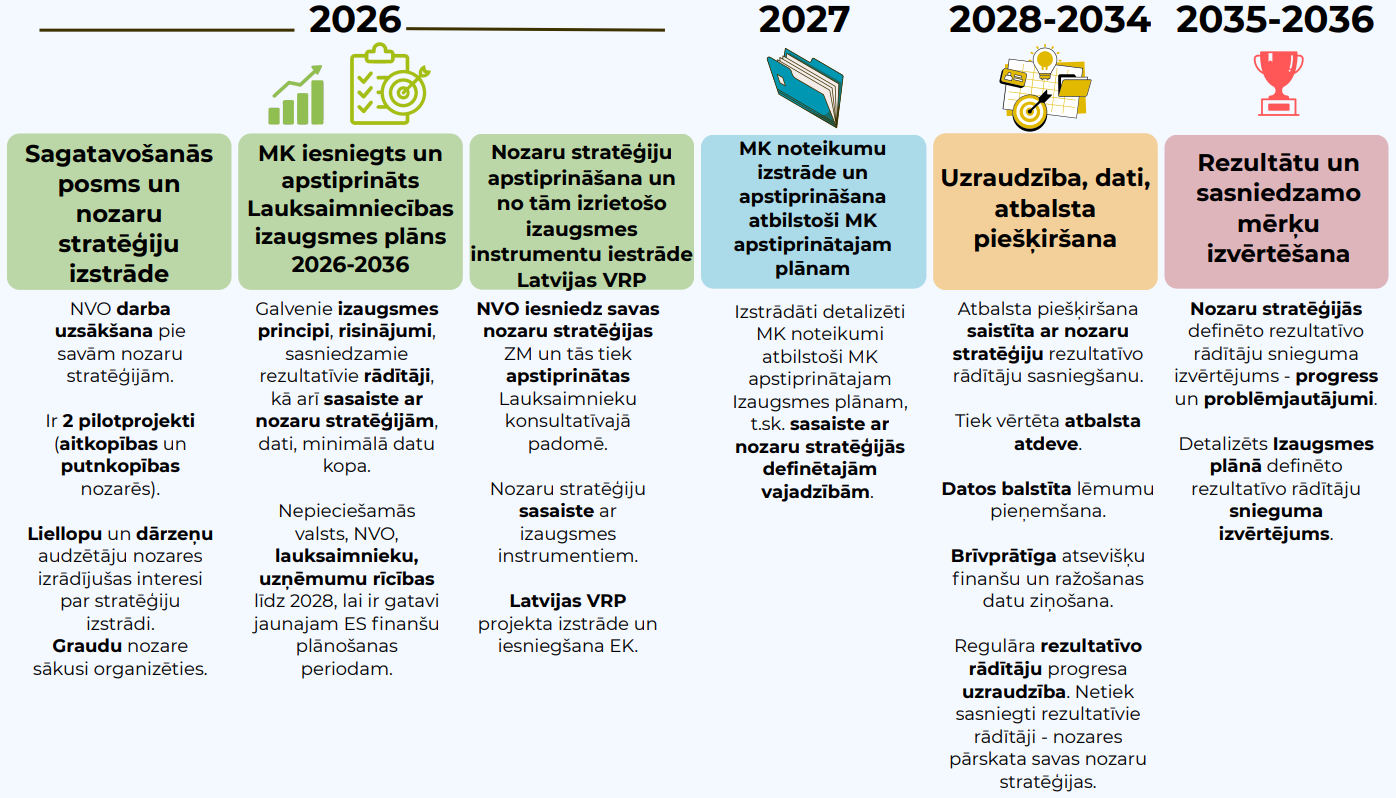 2026
2027
2028-2034
2035-2036
Sagatavošanās
posms un
nozaru
stratēģiju
izstrāde
NVO darba
uzsākšana pie
savām nozaru
stratēģijām.
Ir 2 pilotprojekti
(aitkopības un
putnkopības
nozarēs).
Liellopu un dārzeņu
audzētāju nozares
izrādījušas interesi
par stratēģiju
izstrādi.
Graudu nozare
sākusi organizēties.
MK iesniegts un
apstiprināts
Lauksaimniecības
izaugsmes plāns
2026-2036
Galvenie izaugsmes
principi, risinājumi,
sasniedzamie
rezultatīvie rādītāji,
kā arī sasaiste ar
nozaru stratēģijām,
dati, minimālā datu
kopa.
Nepieciešamās
valsts, NVO,
lauksaimnieku,
uzņēmumu rīcības
līdz 2028, lai ir gatavi
jaunajam ES finanšu
plānošanas
periodam.
Nozaru stratēģiju
apstiprināšana un
no tām izrietošo
izaugsmes
instrumentu iestrāde
Latvijas VRP
NVO iesniedz savas
nozaru stratēģijas
ZM un tās tiek
apstiprinātas
Lauksaimnieku
konsultatīvajā
padomē.
Nozaru stratēģiju
sasaiste ar
izaugsmes
instrumentiem.
Latvijas VRP
projekta izstrāde un
iesniegšana EK.
MK noteikumu
izstrāde un
apstiprināšana
atbilstoši MK
apstiprinātajam
plānam
Izstrādāti detalizēti
MK noteikumi
atbilstoši MK
apstiprinātajam
Izaugsmes plānam,
t.sk. sasaiste ar
nozaru stratēģijās
definētajām
vajadzībām.
Uzraudzība, dati,
atbalsta
piešķiršana
Atbalsta piešķiršana
saistīta ar nozaru
stratēģiju rezultatīvo
rādītāju sasniegšanu.
Tiek vērtēta atbalsta
atdeve.
Datos balstīta lēmumu
pieņemšana.
Brīvprātīga atsevišķu
finanšu un ražošanas
datu ziņošana.
Regulāra rezultatīvo
rādītāju progresa
uzraudzība. Netiek
sasniegti rezultatīvie
rādītāji - nozares
pārskata savas nozaru
stratēģijas.
Rezultātu un
sasniedzamo
mērķu
izvērtēšana
Nozaru stratēģijās
definēto rezultatīvo
rādītāju snieguma
izvērtējums - progress
un problēmjautājumi.
Detalizēts Izaugsmes
plānā definēto
rezultatīvo rādītāju
snieguma
izvērtējums.